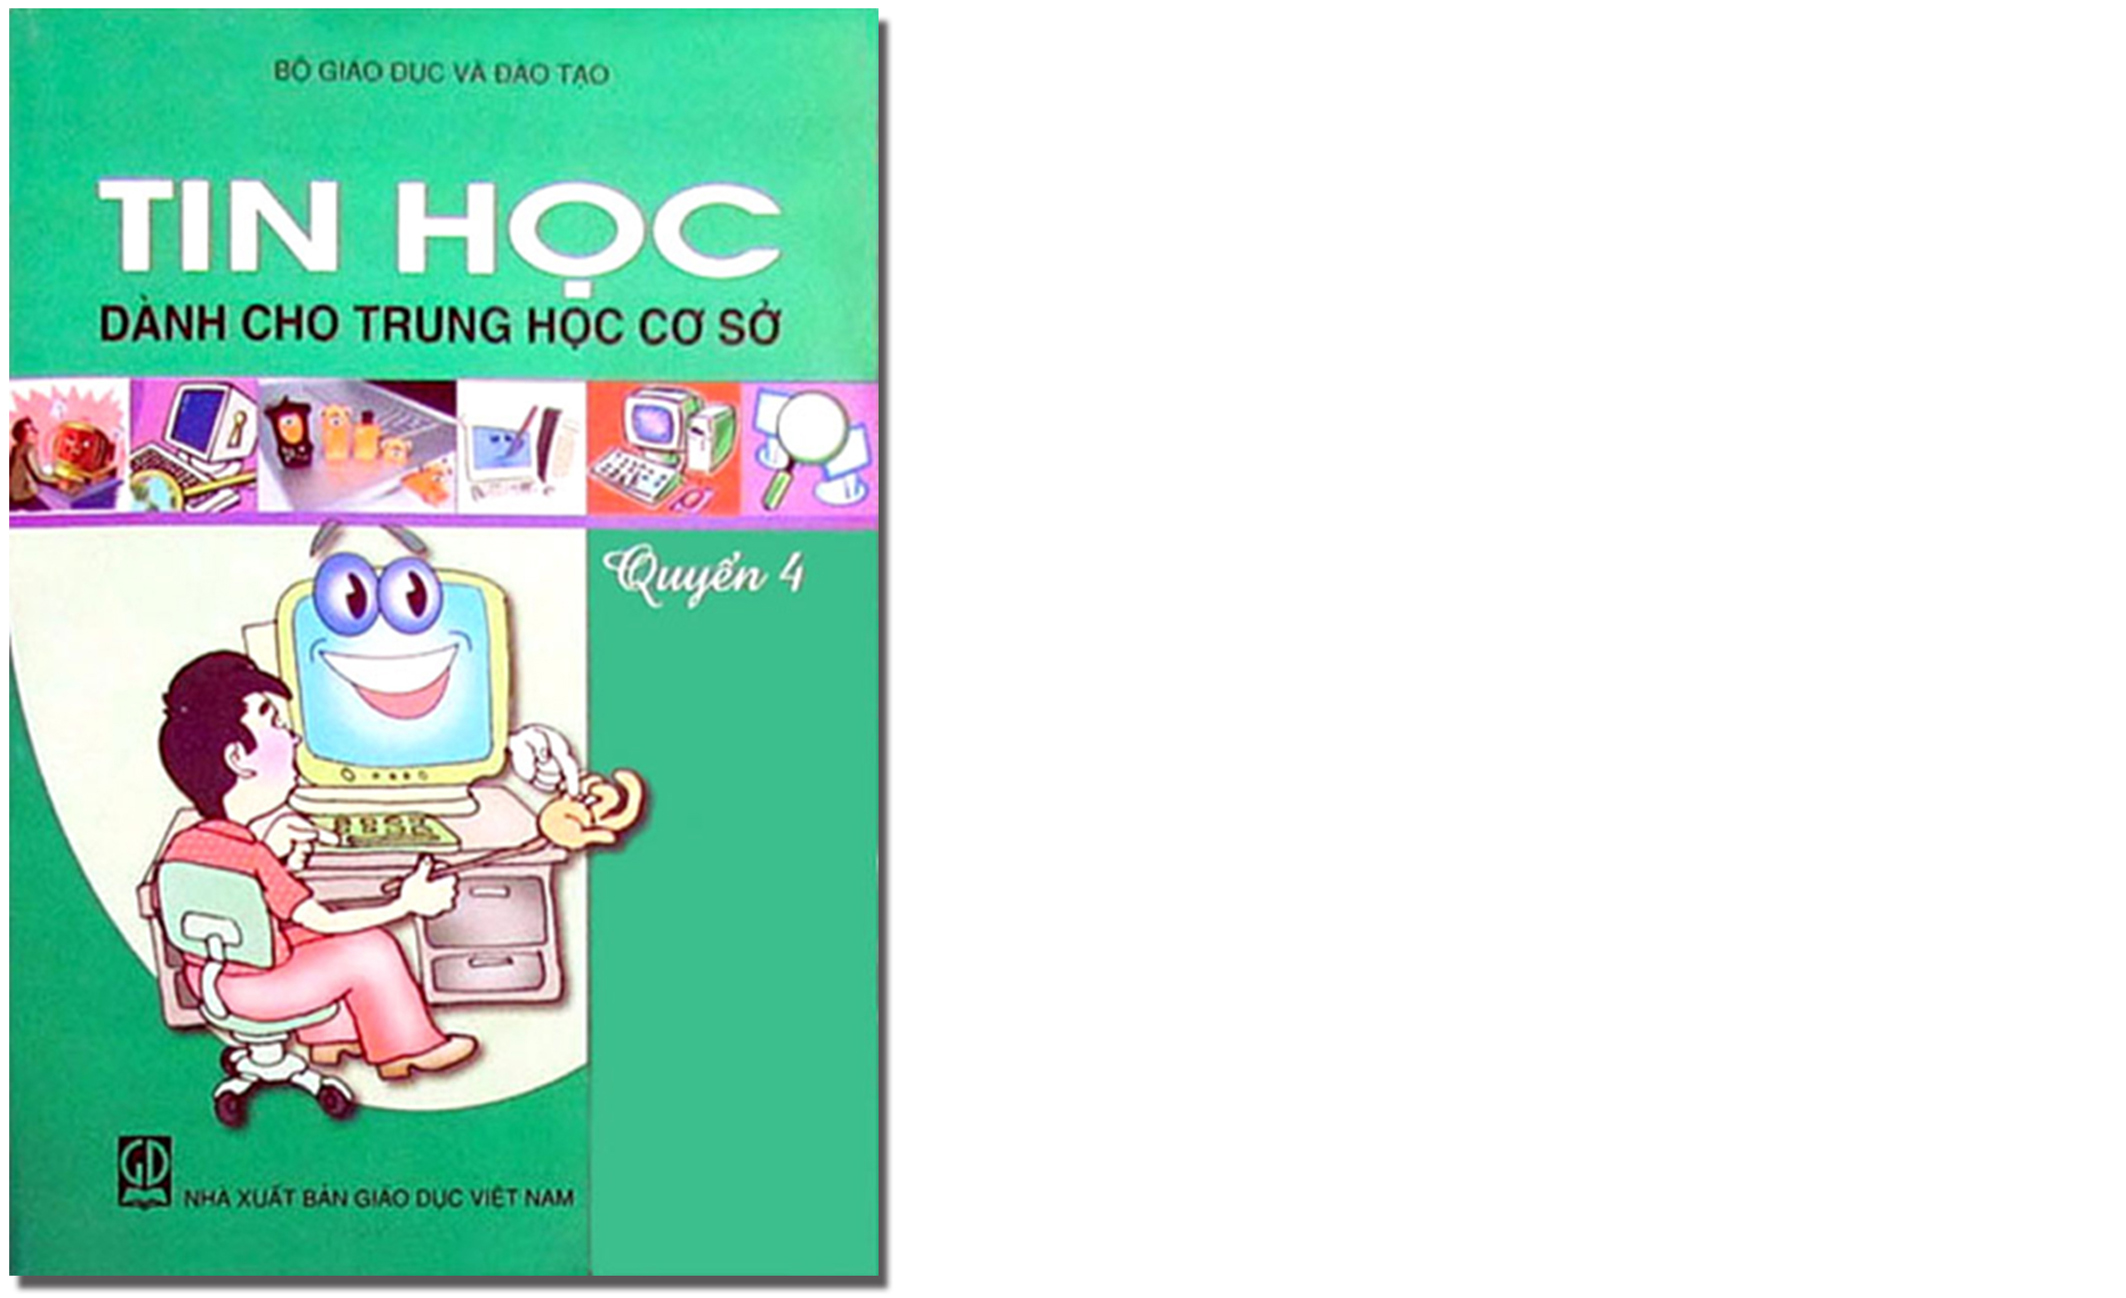 BỘ GIÁO DỤC VÀ ĐÀO TẠO
TIN HỌC
DÀNH CHO TRUNG HỌC CƠ SỞ
Quyển 4
GD
NHÀ XUẤT BẢN GIÁO DỤC VIỆT NAM